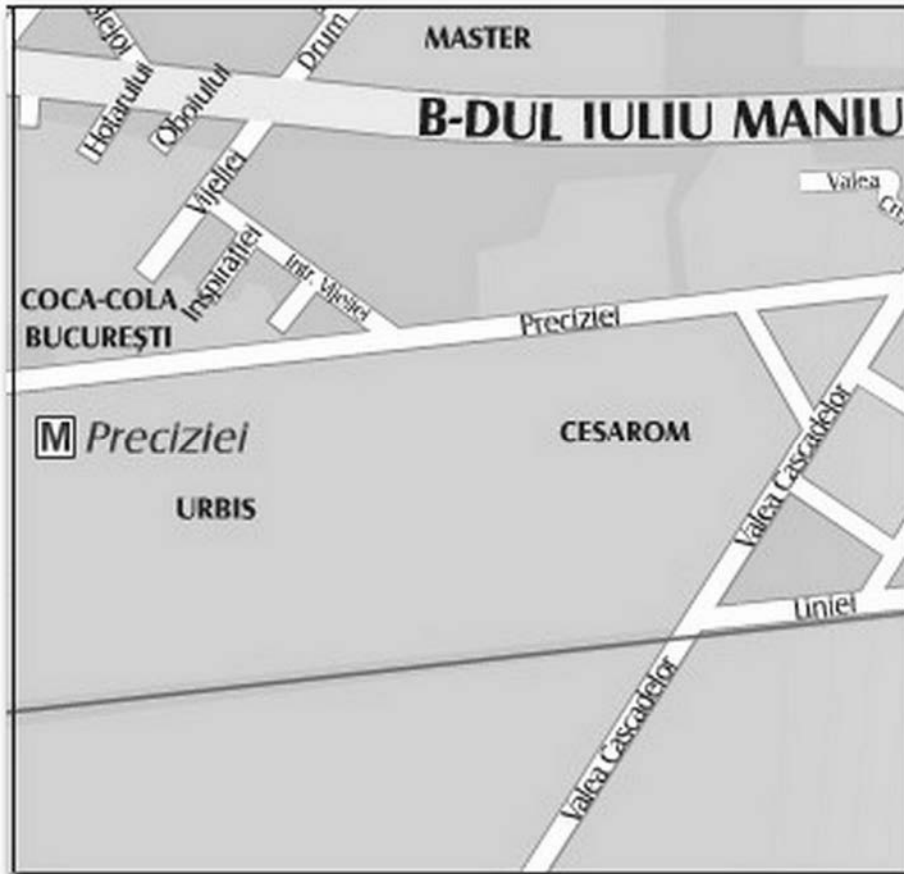 Drum
MASTER
Hotarului
Oboiului
B-DUL IULIU MANIU
Vijeliei
Valea
Inspirației
Intr. Vijeliei
COCA-COLA
BUCUREŞTI
Preciziei
M Preciziei
CESAROM
Valea Cascadelor
URBIS
Liniei
Valea Cascadelor